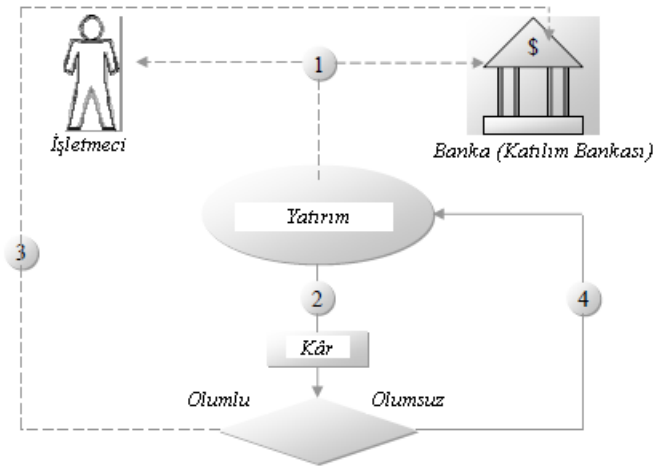 $
1
İşletmeci
Banka (Katılım Bankası)
Yatırım
3
2
4
Kâr
Olumlu
Olumsuz